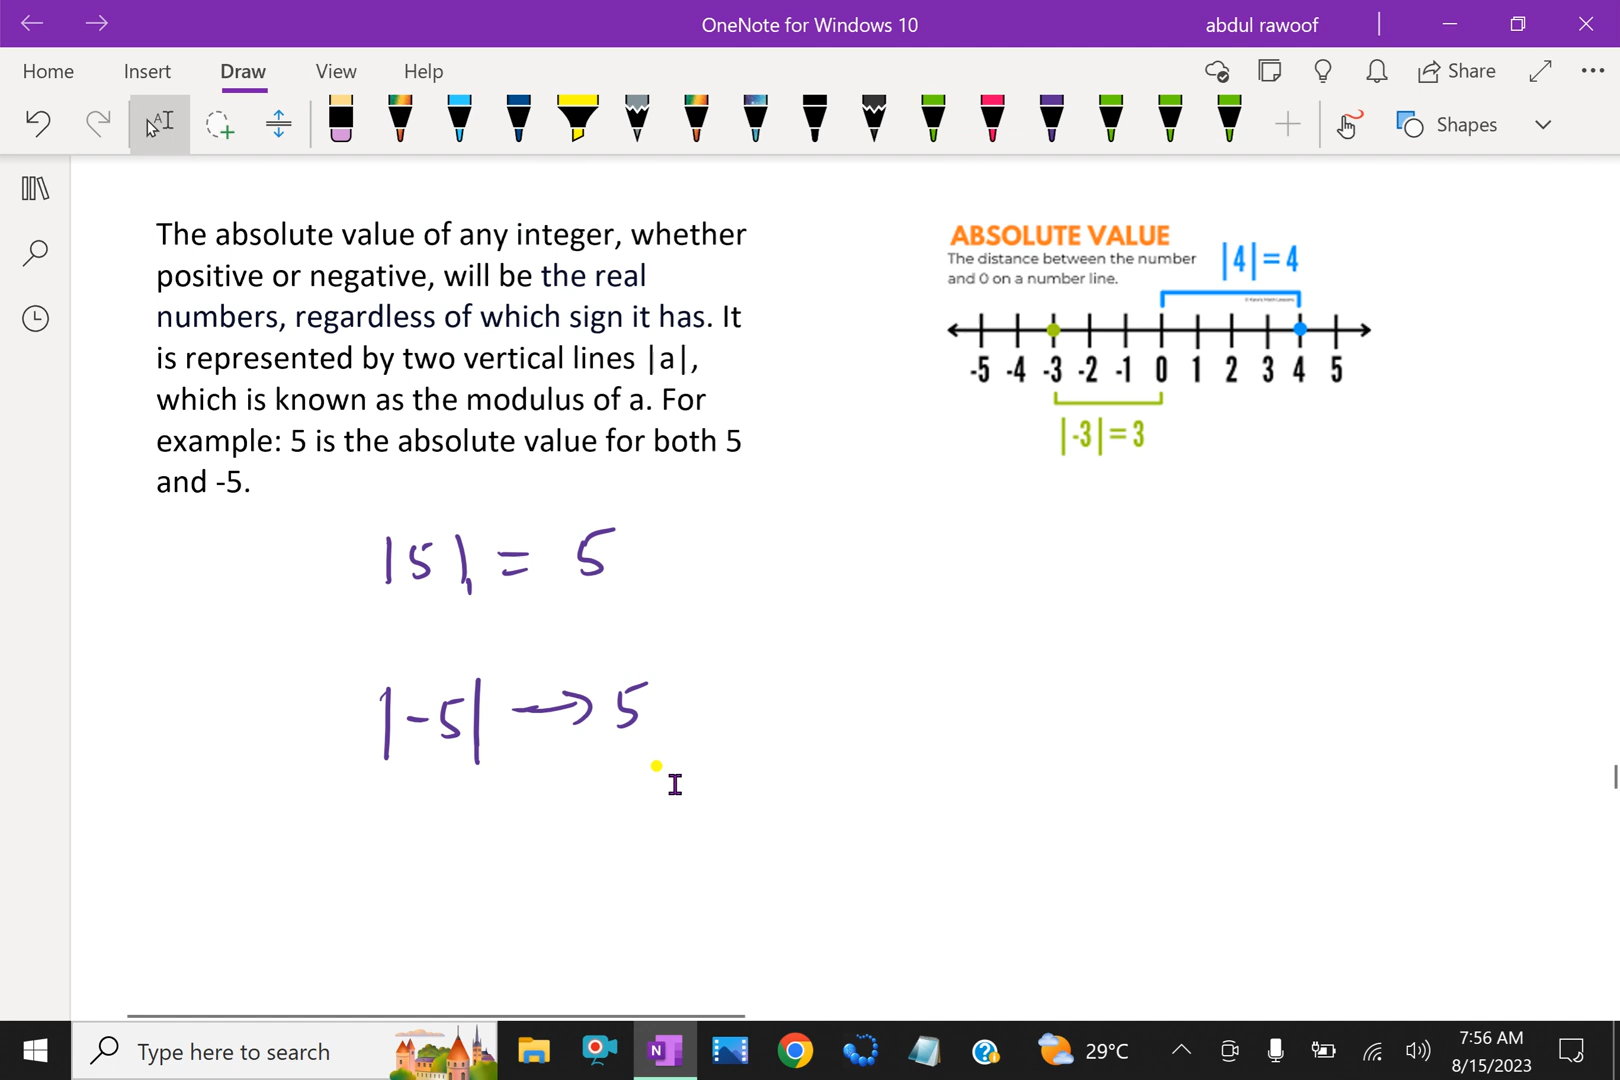 OneNote for Windows 10
abdul rawoof
Home
Insert
Draw
View
Help
Share
Shapes
The absolute value of any integer, whether
positive or negative, will be the real
numbers, regardless of which sign it has. It
is represented by two vertical lines |a|,
which is known as the modulus of a. For
example: 5 is the absolute value for both 5
and -5.
|5| = 5
|-5| → 5
ABSOLUTE VALUE
The distance between the number
and 0 on a number line.
|4| = 4
-5 -4 -3 -2 -1 0 1 2 3 4 5
|-3| = 3
Type here to search
29°C
7:56 AM
8/15/2023